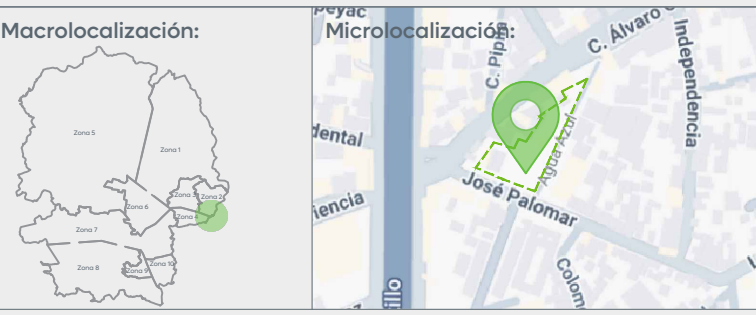 Macrolocalización:
Zona 5
Zona 1
Zona 3
Zona 2
Zona 6
Zona 4
Zona 7
Zona 10
Zona 8
Zona 9
Microlocalización:
peyac
C. Pípila
C. Álvaro
Independencia
dental
Agua Azul
José Palomar
iencia
Colom
illo